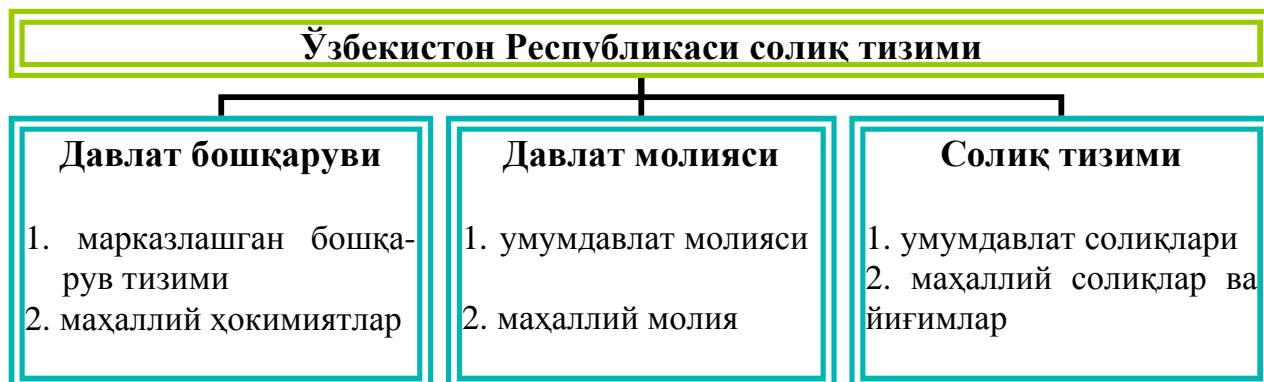 Ўзбекистон Республикаси солиқ тизими
Давлат бошқаруви
1. марказлашган бошқа-
рув тизими
2. маҳаллий ҳокимиятлар
Давлат молияси
1. умумдавлат молияси
2. маҳаллий молия
Солиқ тизими
1. умумдавлат солиқлари
2. маҳаллий солиқлар ва
йиғимлар